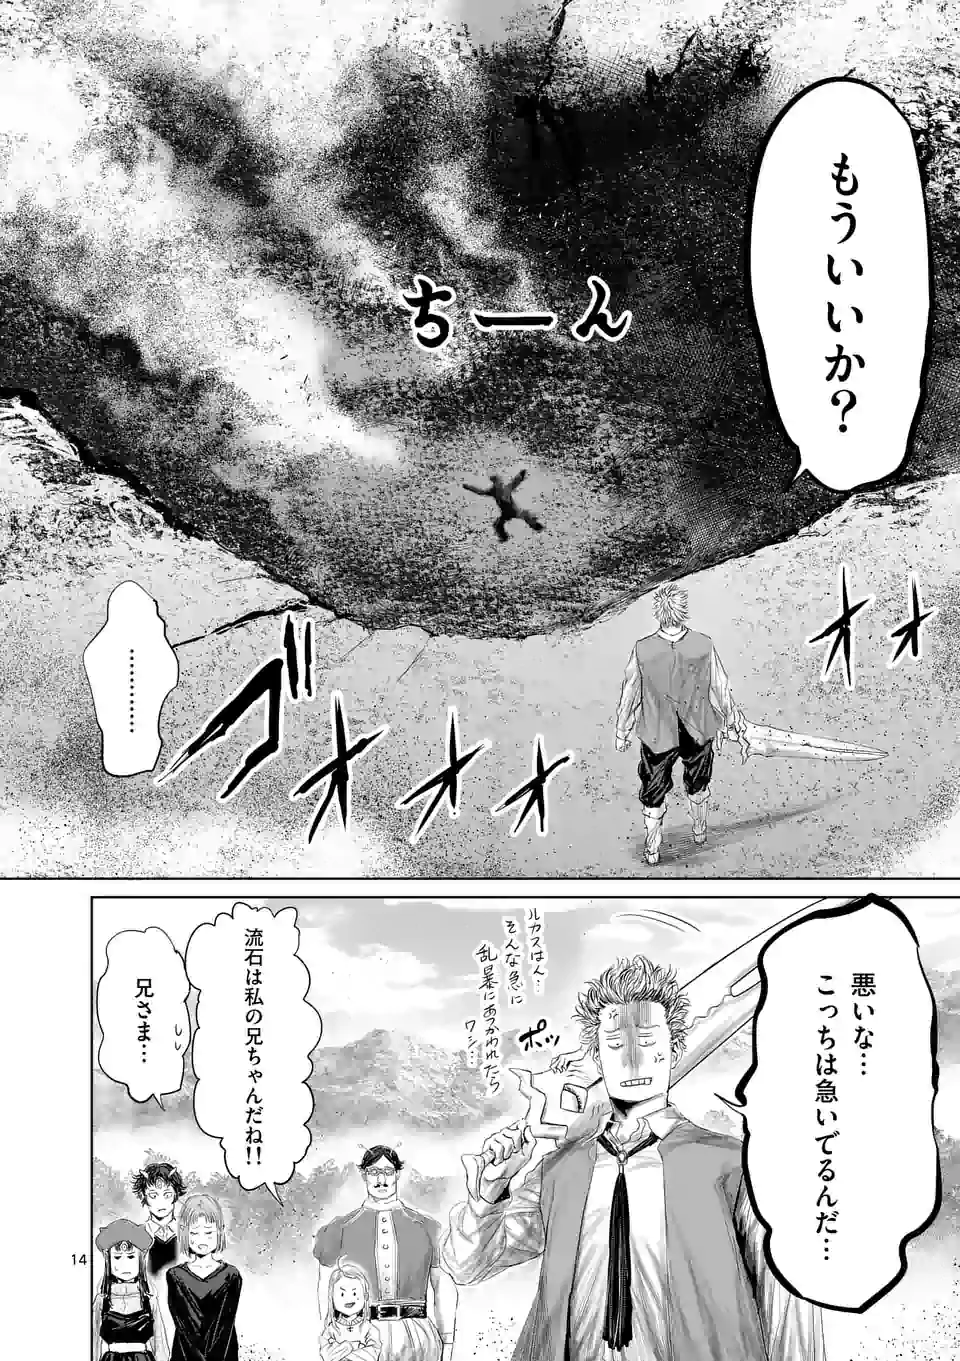 もういいか？
ちーん
オオ
………
ゴオオオ
悪いな…
こっちは急いでるんだ…
ルカスはん…
そんな急に
乱暴にあつかわれたら
ワシ…
ポッ
流石は私の兄ちゃんだね!!
兄さま…
14